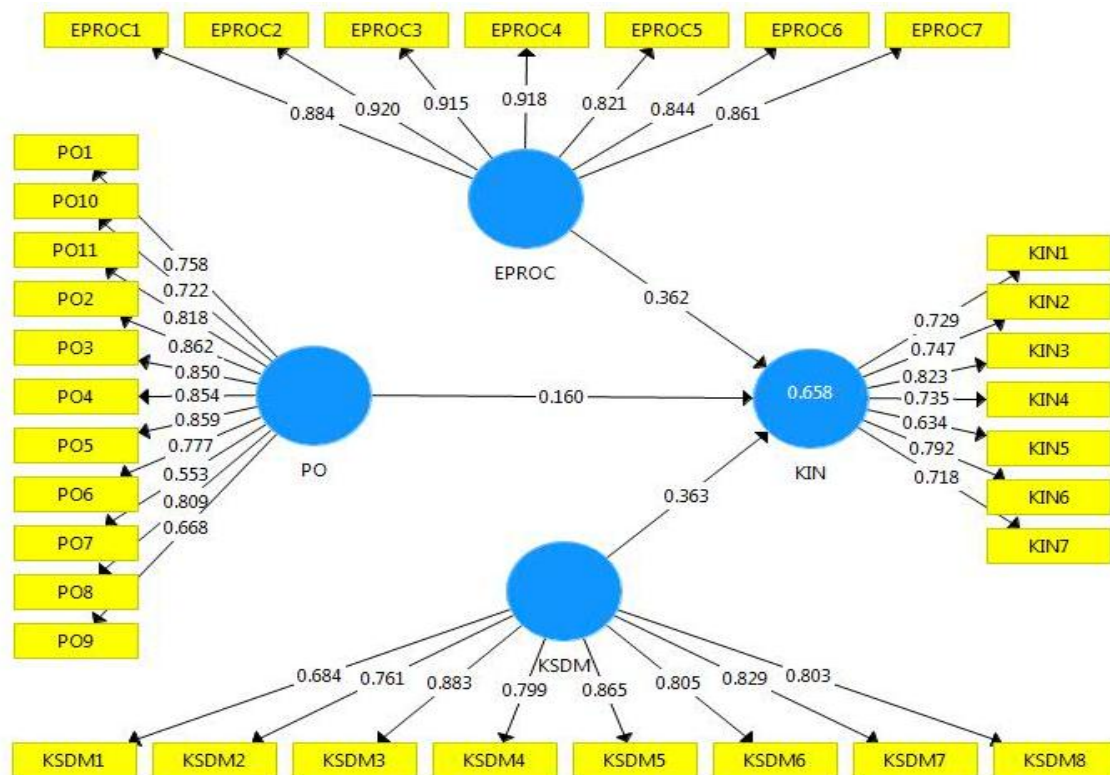 EPROC1 EPROC2 EPROC3 EPROC4 EPROC5 EPROC6 EPROC7
0.884 0.920 0.915 0.918 0.821 0.844 0.861
EPROC
PO1
PO10
PO11
PO2
PO3
PO4
PO5
PO6
PO7
PO8
PO9
0.758
0.722
0.818
0.862
0.850
0.854
0.859
0.777
0.553
0.809
0.668
PO
0.362
0.160
0.363
0.658
KIN
0.729
0.747
0.823
0.735
0.634
0.792
0.718
KIN1
KIN2
KIN3
KIN4
KIN5
KIN6
KIN7
KSDM
0.684 0.761 0.883 0.799 0.865 0.805 0.829 0.803
KSDM1 KSDM2 KSDM3 KSDM4 KSDM5 KSDM6 KSDM7 KSDM8